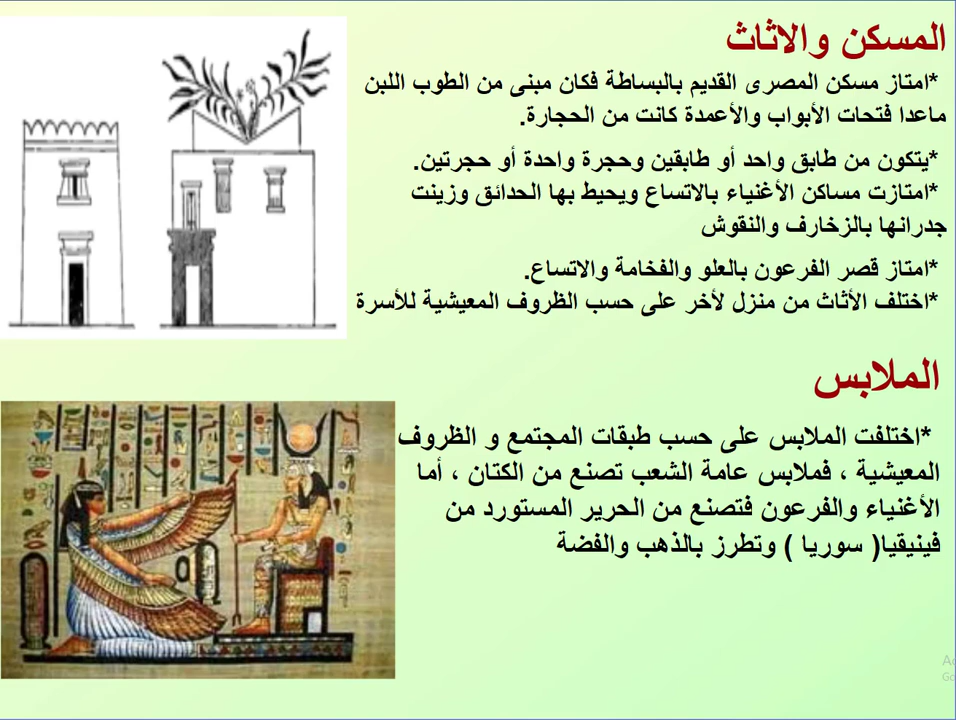 المسكن والاثاث
*امتاز مسكن المصرى القديم بالبساطة فكان مبنى من الطوب اللبن
ماعدا فتحات الأبواب والأعمدة كانت من الحجارة.
*يتكون من طابق واحد أو طابقين وحجرة واحدة أو حجرتين.
*امتازت مساكن الأغنياء بالاتساع ويحيط بها الحدائق وزينت
جدرانها بالزخارف والنقوش
*امتاز قصر الفرعون بالعلو والفخامة والاتساع.
*اختلف الأثاث من منزل لأخر على حسب الظروف المعيشية للأسرة
الملابس
*اختلفت الملابس على حسب طبقات المجتمع و الظروف
المعيشية ، فملابس عامة الشعب تصنع من الكتان ، أما
الأغنياء والفرعون فتصنع من الحرير المستورد من
فينيقيا( سوريا ) وتطرز بالذهب والفضة